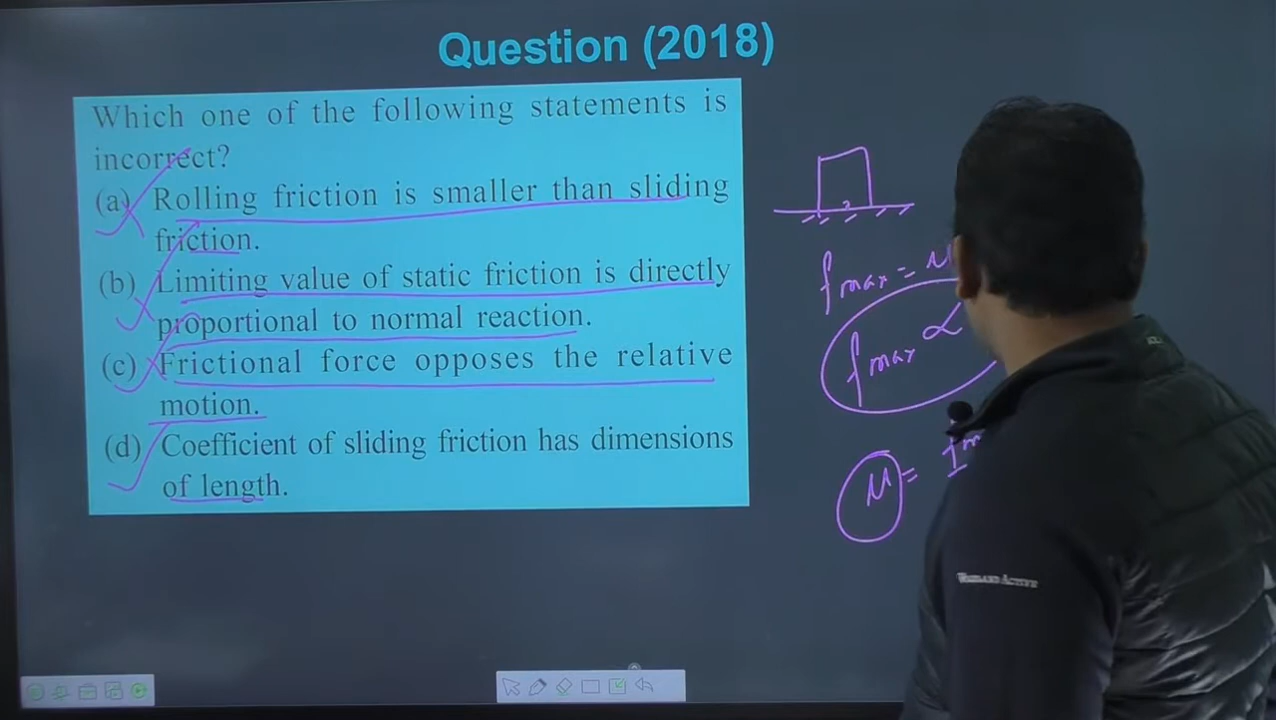 Question (2018)
Which one of the following statements is
incorrect?
(a) Rolling friction is smaller than sliding
friction.
(b) Limiting value of static friction is directly
proportional to normal reaction.
(c) Frictional force opposes the relative
motion.
(d) Coefficient of sliding friction has dimensions
of length.
f max = μ
f max ∝
μ =